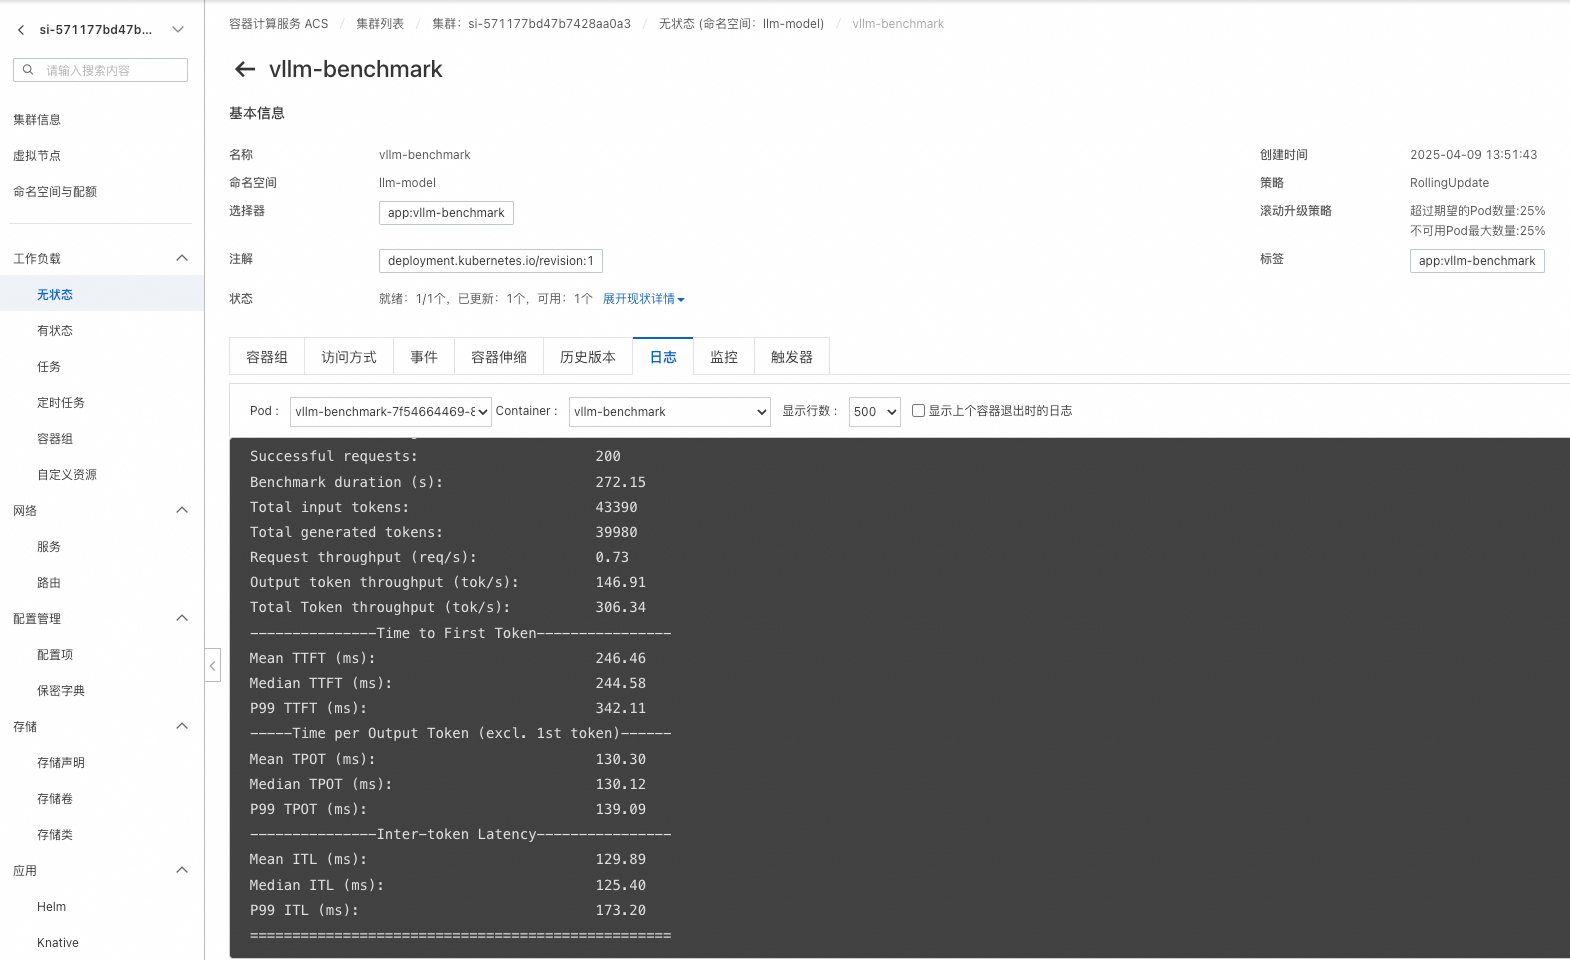 si-571177bd47b...
请输入搜索内容
集群信息
虚拟节点
命名空间与配额
工作负载
无状态
有状态
任务
定时任务
容器组
自定义资源
网络
服务
路由
配置管理
配置项
保密字典
存储
存储声明
存储卷
存储类
应用
Helm
Knative
容器计算服务 ACS / 集群列表 / 集群：si-571177bd47b7428aa0a3 / 无状态 (命名空间：llm-model) / vllm-benchmark
vllm-benchmark
基本信息
名称 vllm-benchmark 创建时间 2025-04-09 13:51:43
命名空间 llm-model 策略 RollingUpdate
选择器 app:vllm-benchmark 滚动升级策略 超过期望的Pod数量:25%
不可用Pod最大数量:25%
注解 deployment.kubernetes.io/revision:1 标签 app:vllm-benchmark
状态 就绪：1/1个，已更新：1个，可用：1个 展开现状详情
容器组 访问方式 事件 容器伸缩 历史版本 日志 监控 触发器
Pod : vllm-benchmark-7f54664469- Container : vllm-benchmark 显示行数 : 500 显示上个容器退出时的日志
Successful requests: 200
Benchmark duration (s): 272.15
Total input tokens: 43390
Total generated tokens: 39980
Request throughput (req/s): 0.73
Output token throughput (tok/s): 146.91
Total Token throughput (tok/s): 306.34
---------------Time to First Token----------------
Mean TTFT (ms): 246.46
Median TTFT (ms): 244.58
P99 TTFT (ms): 342.11
-----Time per Output Token (excl. 1st token)------
Mean TPOT (ms): 130.30
Median TPOT (ms): 130.12
P99 TPOT (ms): 139.09
---------------Inter-token Latency----------------
Mean ITL (ms): 129.89
Median ITL (ms): 125.40
P99 ITL (ms): 173.20
==================================================